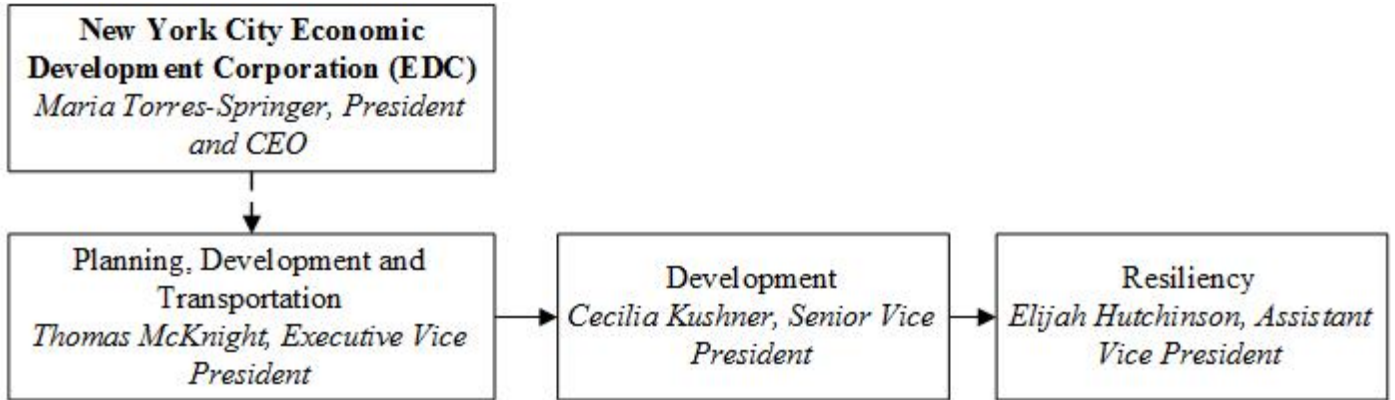 New York City Economic
Development Corporation (EDC)
Maria Torres-Springer, President
and CEO
Planning, Development and
Transportation
Thomas McKnight, Executive Vice
President
Development
Cecilia Kushner, Senior Vice
President
Resiliency
Elijah Hutchinson, Assistant
Vice President